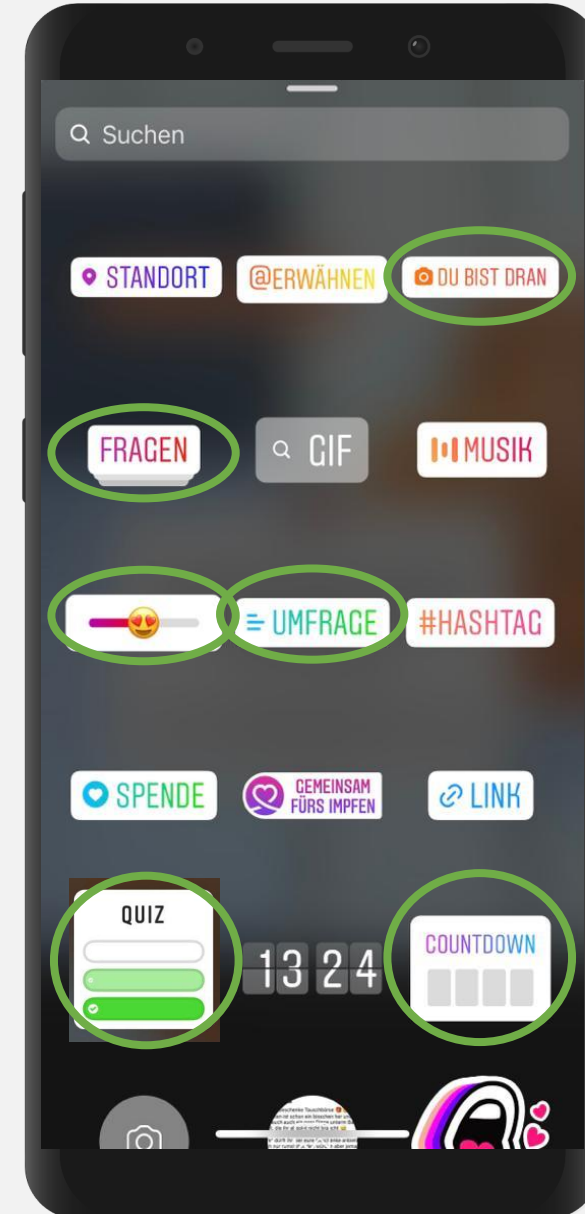 Suchen
STANDORT
@ERWÄHNEN
DU BIST DRAN
FRAGEN
GIF
MUSIK
UMFRAGE
#HASHTAG
SPENDE
GEMEINSAM
FÜRS IMPFEN
LINK
QUIZ
13 24
COUNTDOWN